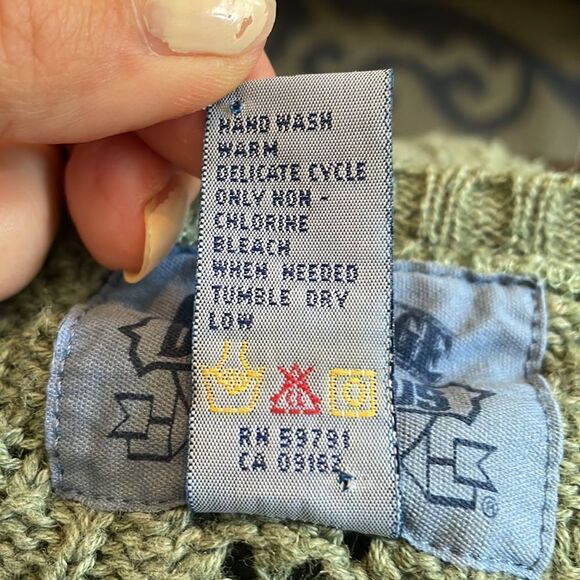 HAND WASH
WARM
DELICATE CYCLE
ONLY NON -
CHLORINE
BLEACH
WHEN NEEDED
TUMBLE DRY
LOW
RN 59791
CA 09162
®